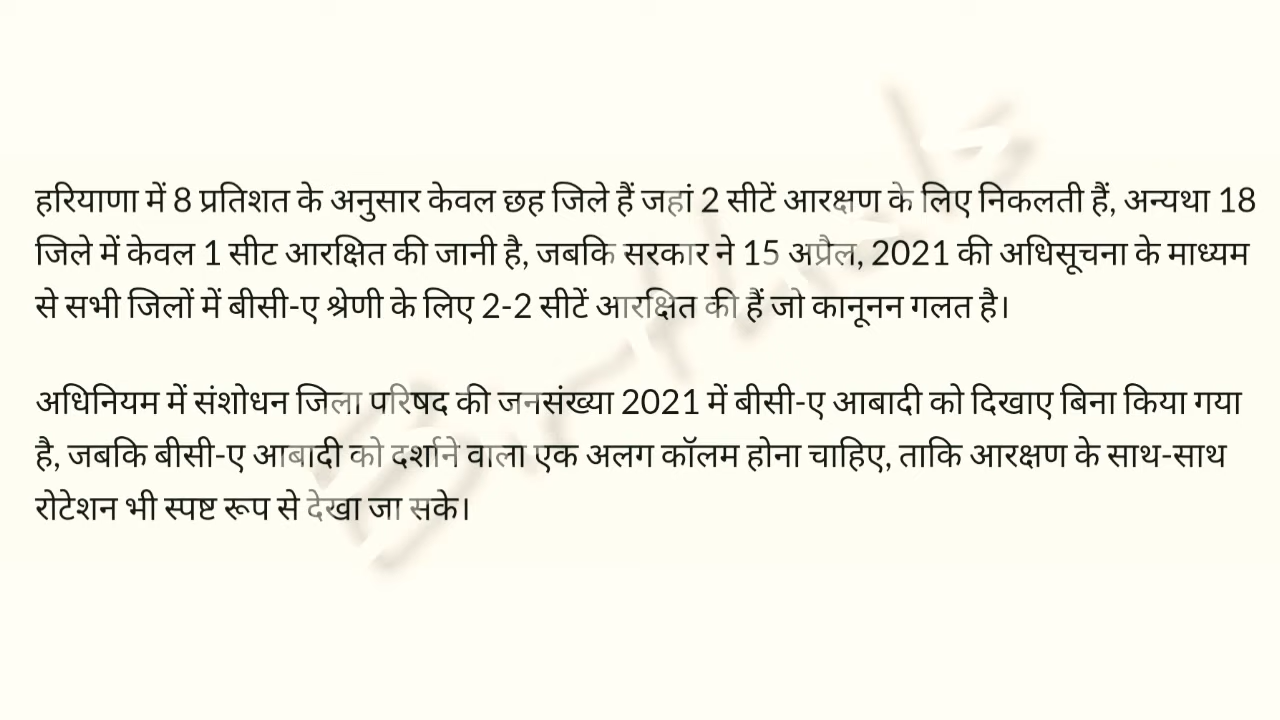 हरियाणा में 8 प्रतिशत के अनुसार केवल छह जिले हैं जहां 2 सीटें आरक्षण के लिए निकलती हैं, अन्यथा 18
जिले में केवल 1 सीट आरक्षित की जानी है, जबकि सरकार ने 15 अप्रैल, 2021 की अधिसूचना के माध्यम
से सभी जिलों में बीसी-ए श्रेणी के लिए 2-2 सीटें आरक्षित की हैं जो कानूनन गलत है।
अधिनियम में संशोधन जिला परिषद की जनसंख्या 2021 में बीसी-ए आबादी को दिखाए बिना किया गया
है, जबकि बीसी-ए आबादी को दर्शाने वाला एक अलग कॉलम होना चाहिए, ताकि आरक्षण के साथ-साथ
रोटेशन भी स्पष्ट रूप से देखा जा सके।